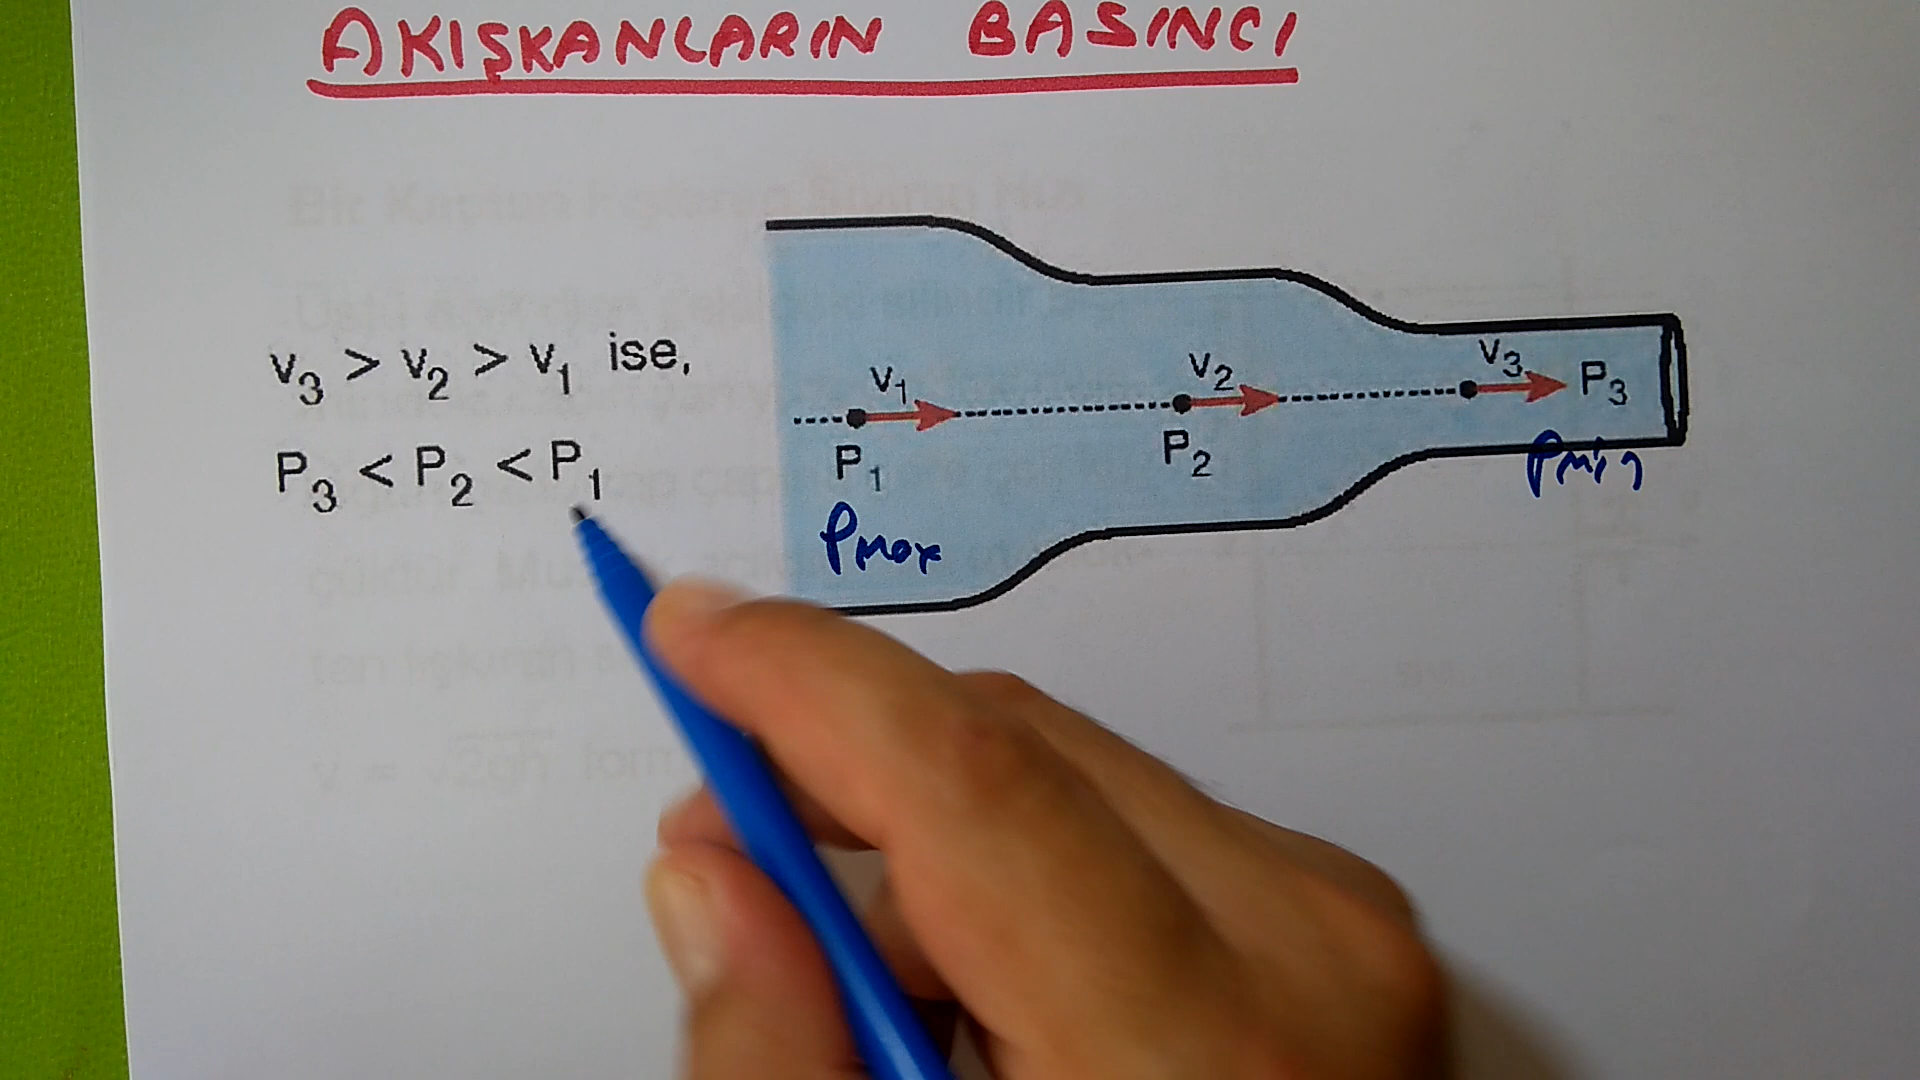 AKIŞKANLARIN BASINCI
v3 > v2 > v1 ise,
P3 < P2 < P1
v1
v2
v3
P3
P1
P2
Pmin
Pmax